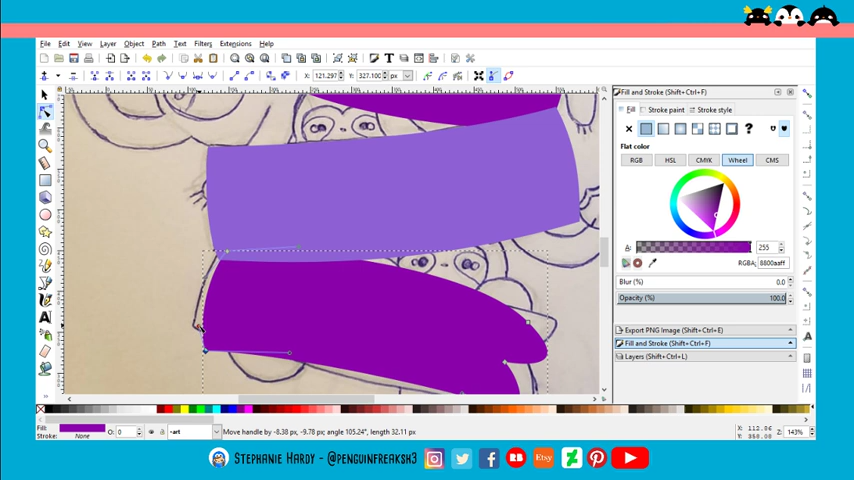 File Edit View Layer Object Path Text Filters Extensions Help
X: 121.297 Y: 327.100 px
Fill and Stroke (Shift+Ctrl+F)
Fill Stroke paint Stroke style
Flat color
RGB HSL CMYK Wheel CMS
A: 255
RGBA: 8800aaff
Blur (%) 0.0
Opacity (%) 100.0
Export PNG Image (Shift+Ctrl+E)
Fill and Stroke (Shift+Ctrl+F)
Layers (Shift+Ctrl+L)
Fill: O: 0 -art Move handle by -8.38 px, -9.78 px; angle 105.24°, length 32.11 px X: 112.06 Z: 143%
Stroke: None Y: 358.08
STEPHANIE HARDY - @PENGUINFREAKSH3 Etsy